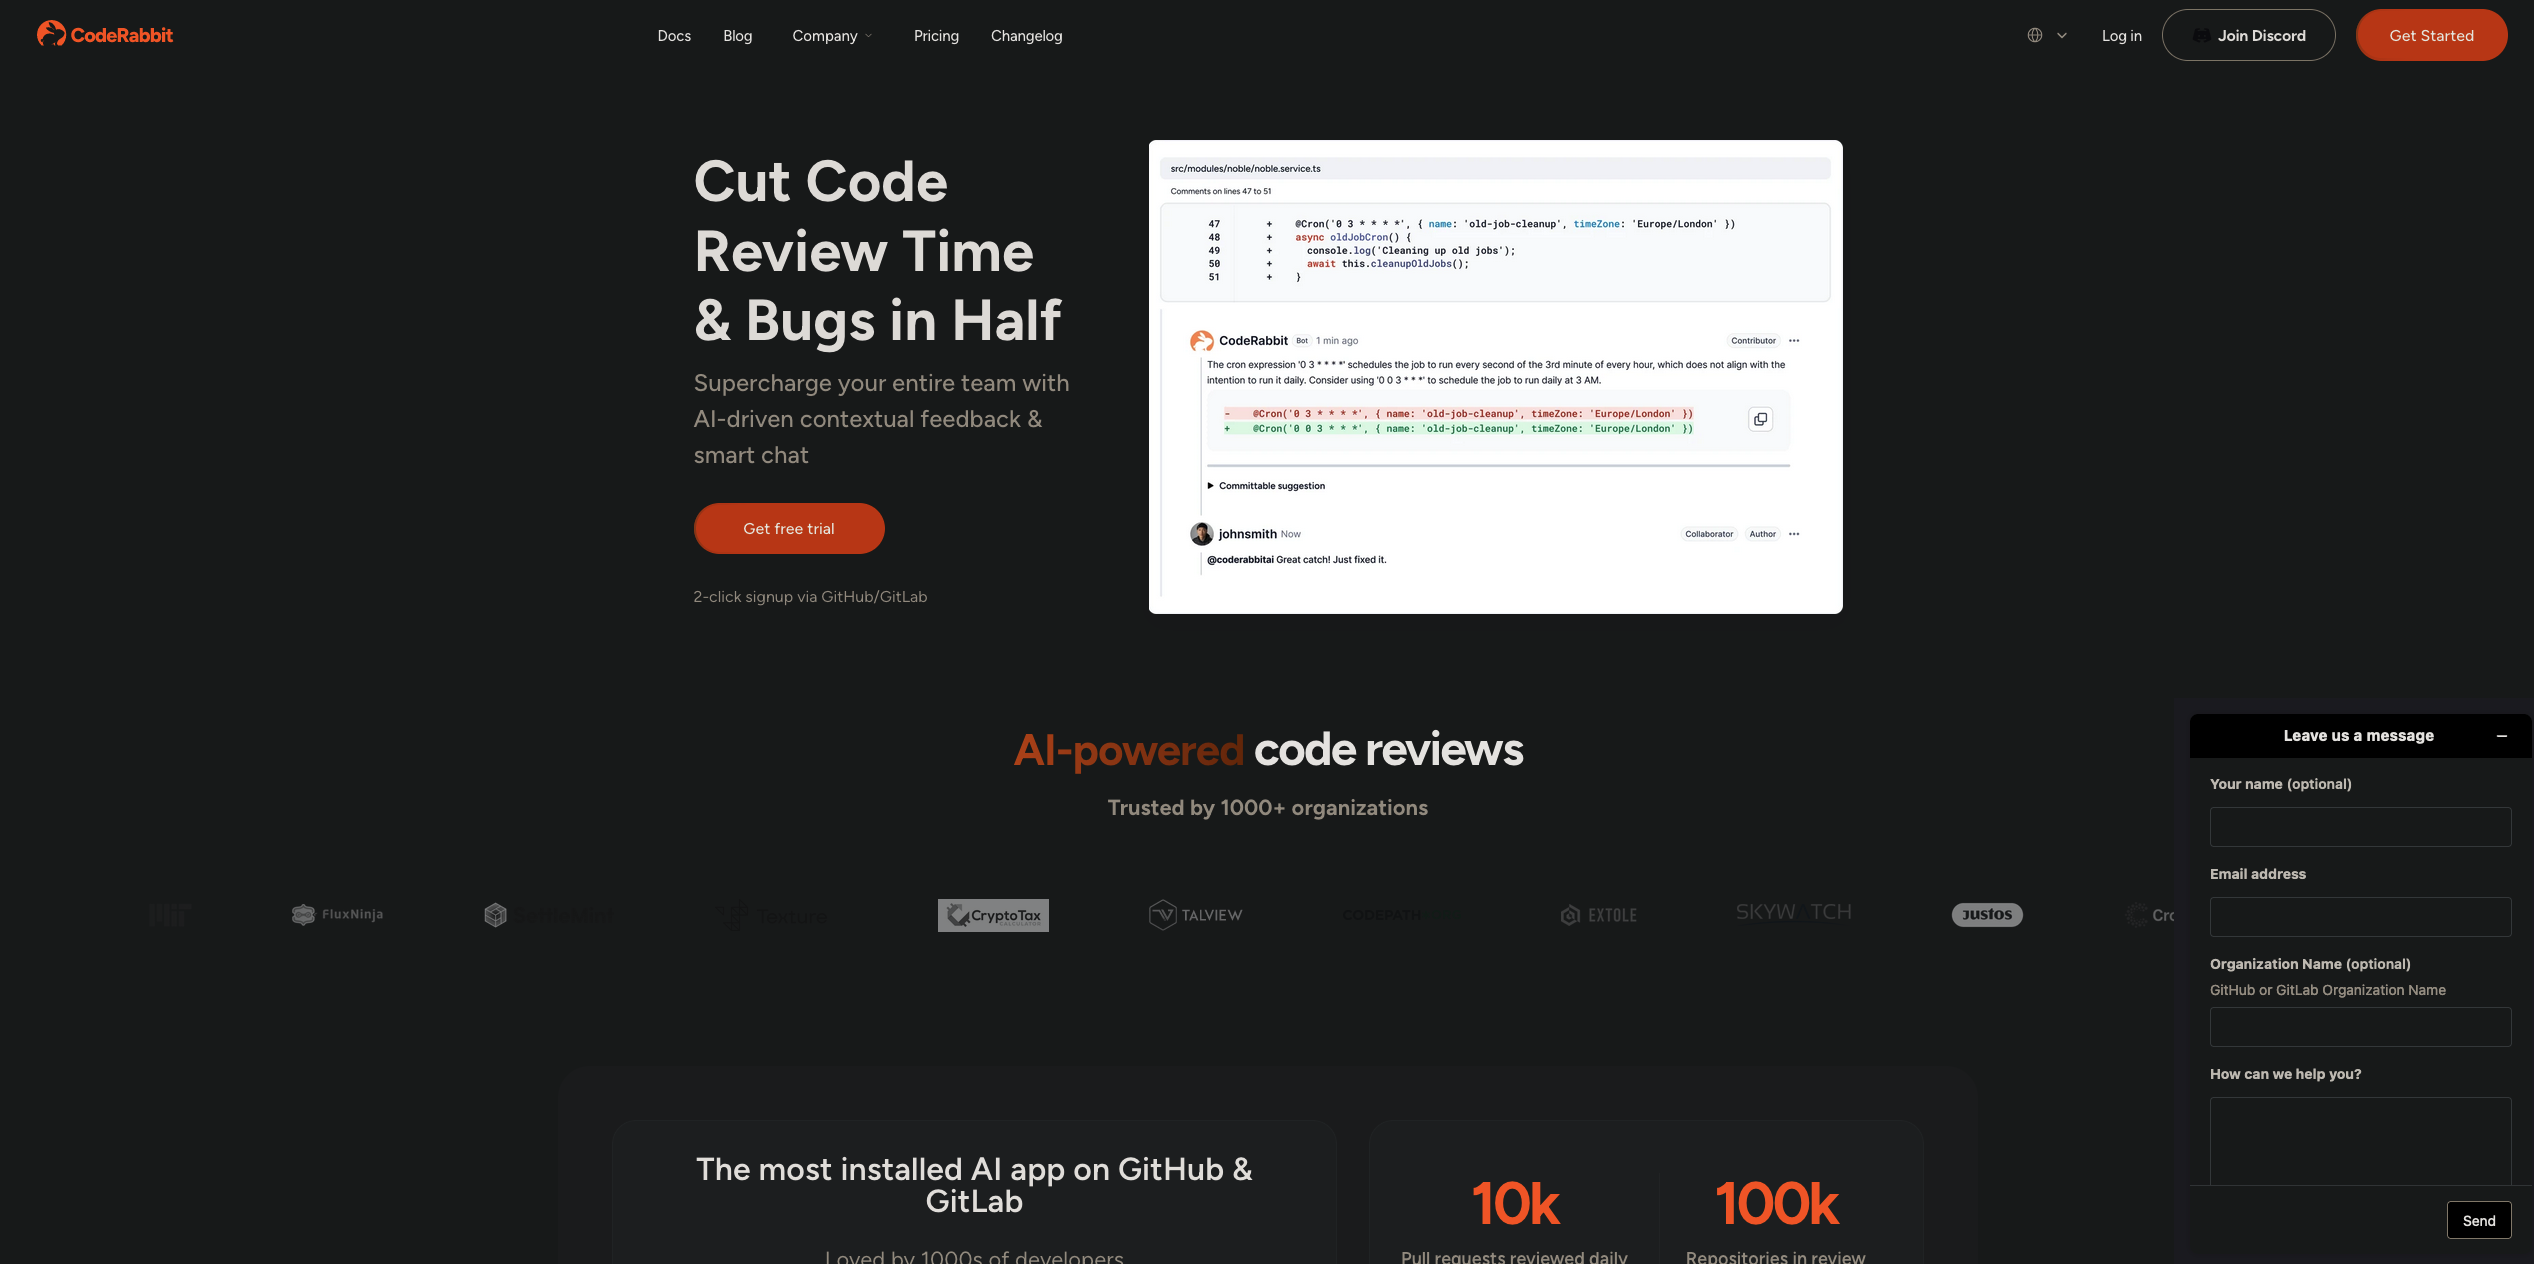 CodeRabbit
Docs
Blog
Company
Pricing
Changelog
Log in
Join Discord
Get Started
Cut Code
Review Time
& Bugs in Half
Supercharge your entire team with
AI-driven contextual feedback &
smart chat
Get free trial
2-click signup via GitHub/GitLab
src/modules/noble/noble.service.ts
Comments on lines 47 to 51
47 + @Cron('0 3 * * * *', { name: 'old-job-cleanup', timeZone: 'Europe/London' })
48 + async oldJobCron() {
49 + console.log('Cleaning up old jobs');
50 + await this.cleanupOldJobs();
51 + }
CodeRabbit Bot 1 min ago Contributor
The cron expression '0 3 * * * *' schedules the job to run every second of the 3rd minute of every hour, which does not align with the
intention to run it daily. Consider using '0 0 3 * * *' to schedule the job to run daily at 3 AM.
- @Cron('0 3 * * * *', { name: 'old-job-cleanup', timeZone: 'Europe/London' })
+ @Cron('0 0 3 * * *', { name: 'old-job-cleanup', timeZone: 'Europe/London' })
Committable suggestion
johnsmith Now Collaborator Author
@coderabbitai Great catch! Just fixed it.
AI-powered code reviews
Trusted by 1000+ organizations
FluxNinja
CryptoTax
CALCULATOR
TALVIEW
CODEPATH
EXTOLE
SKYWATCH
justos
The most installed AI app on GitHub &
GitLab
Loved by 1000s of developers
10k
Pull requests reviewed daily
100k
Repositories in review
Leave us a message
Your name (optional)
Email address
Organization Name (optional)
GitHub or GitLab Organization Name
How can we help you?
Send